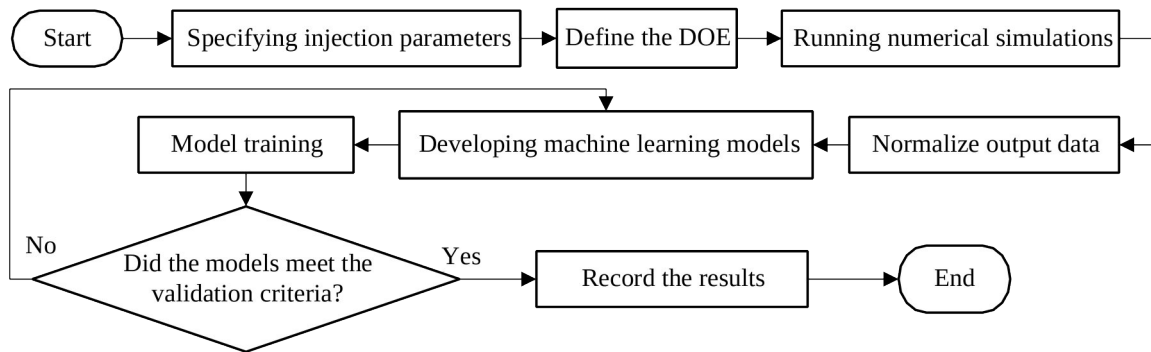 Start
Specifying injection parameters
Define the DOE
Running numerical simulations
Model training
Developing machine learning models
Normalize output data
No
Did the models meet the
validation criteria?
Yes
Record the results
End